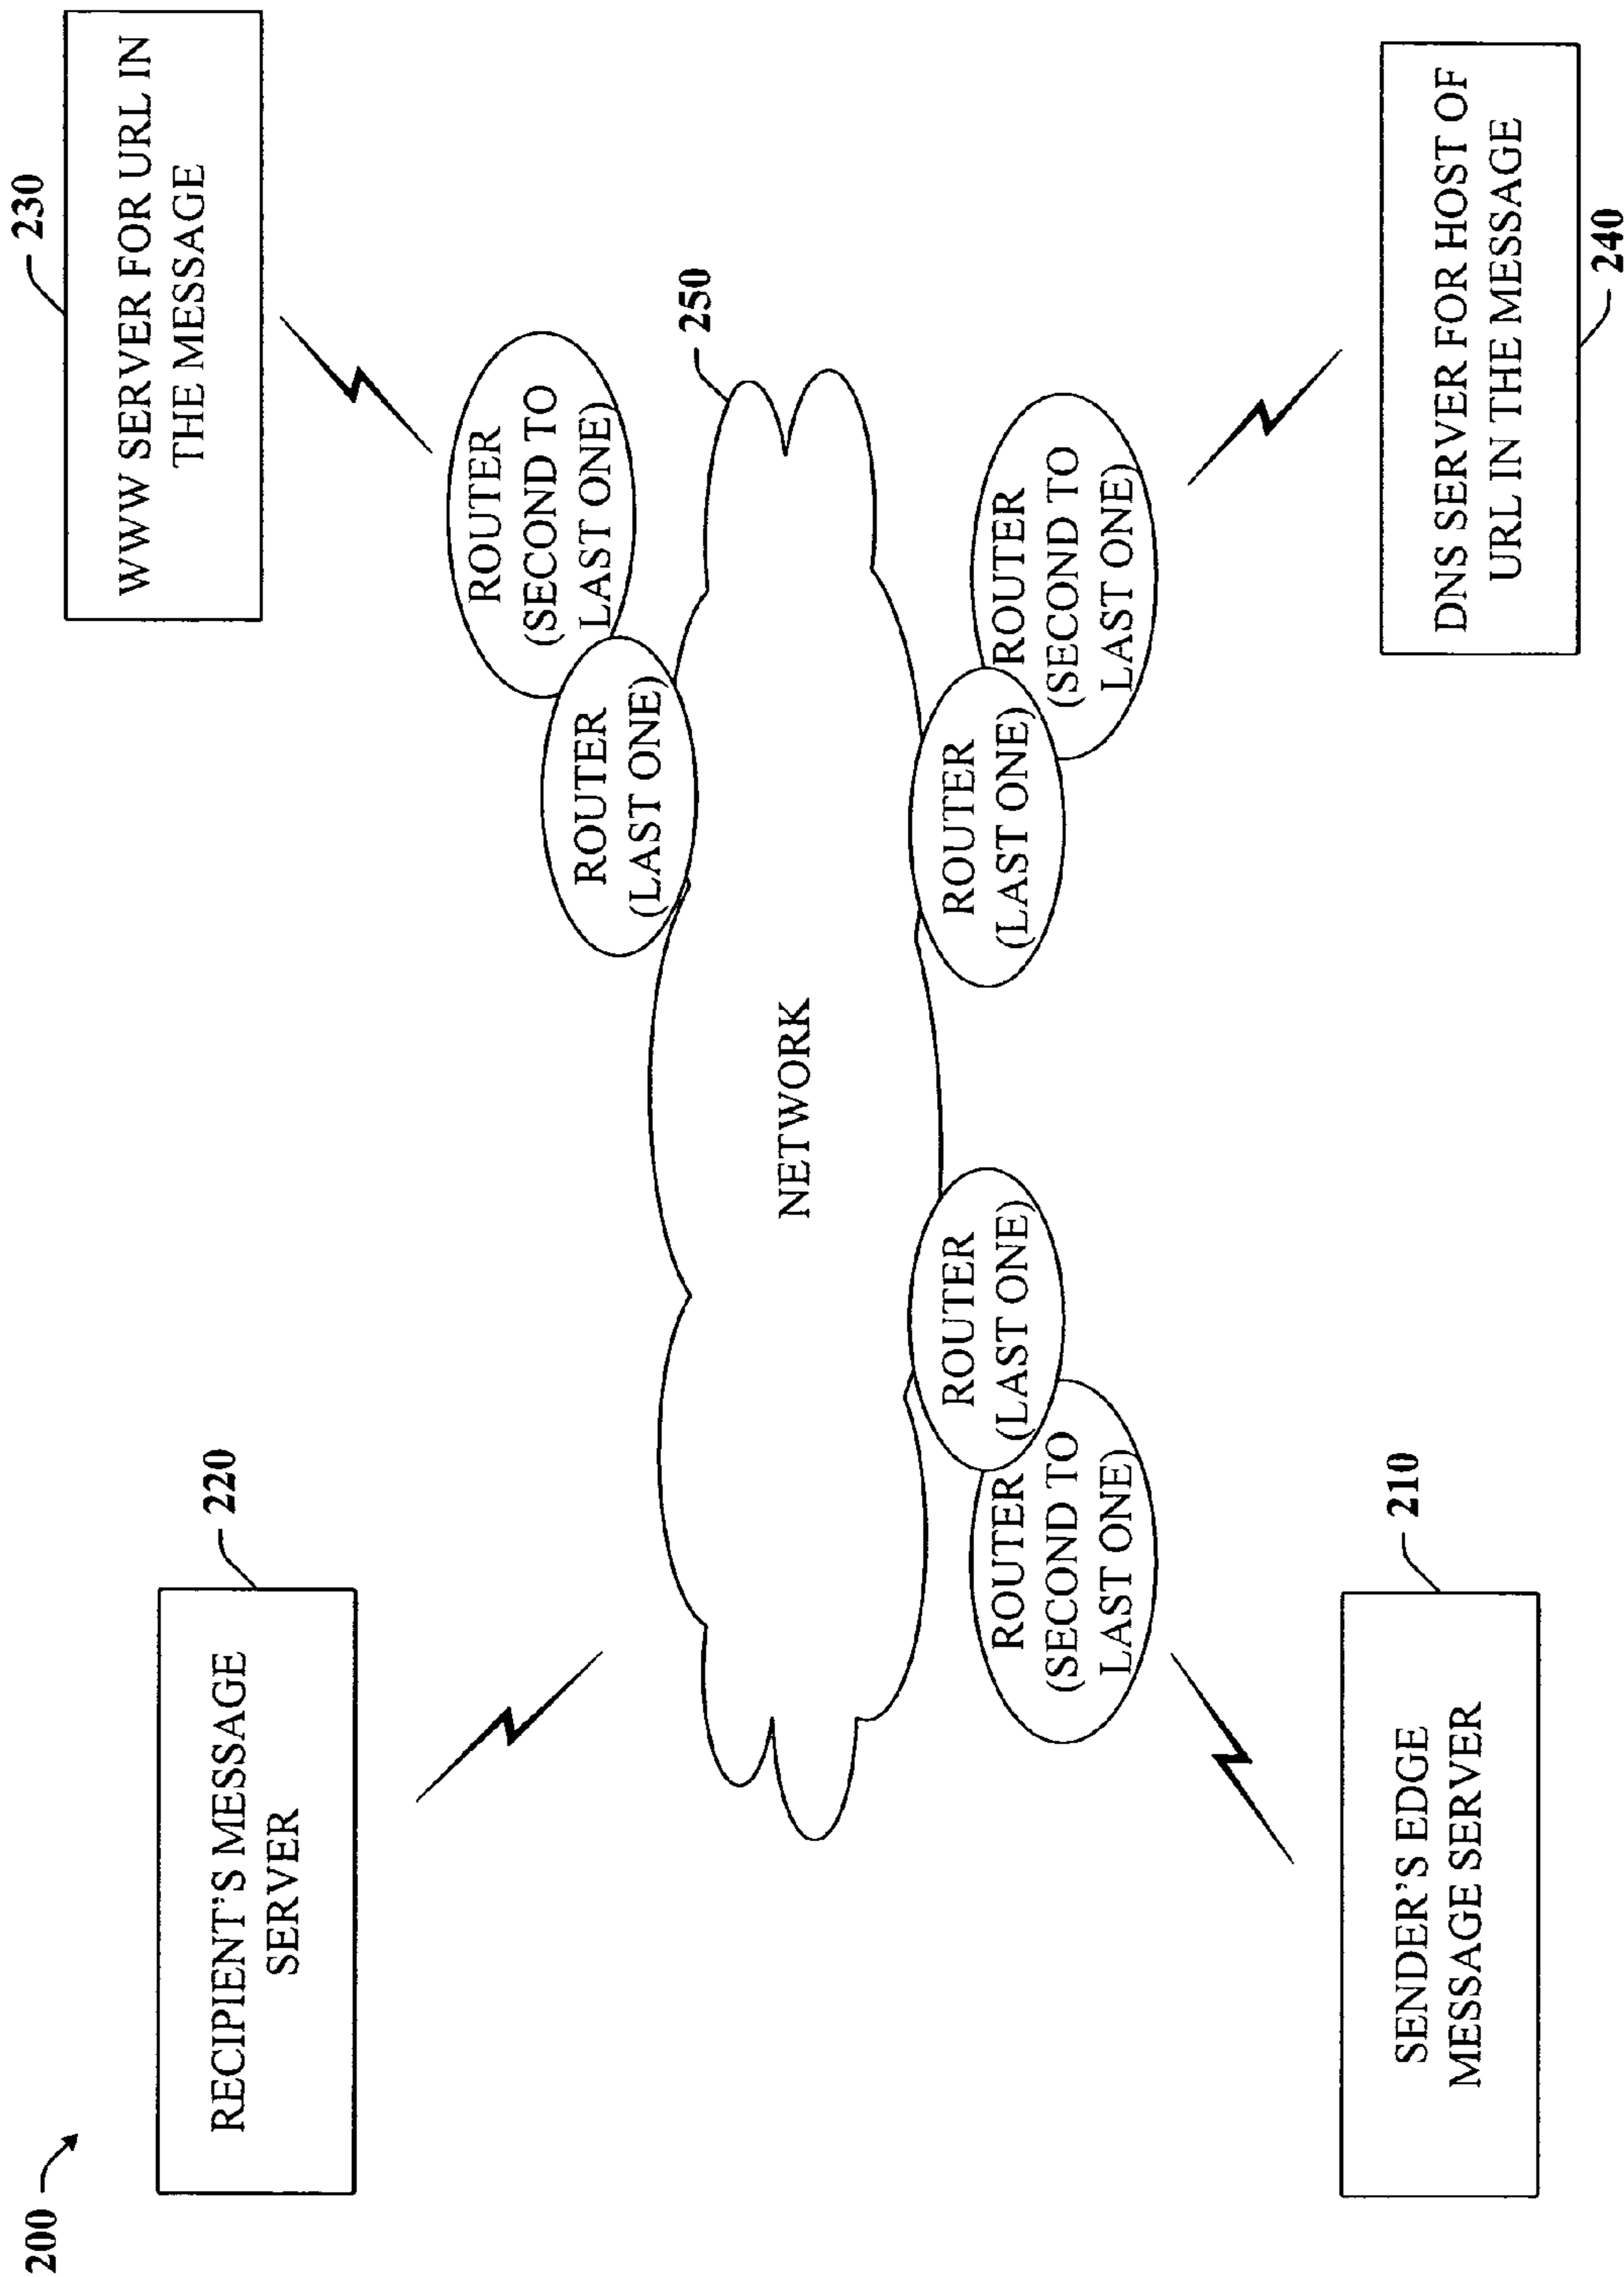 200
RECIPIENT'S MESSAGE
SERVER
220
WWW SERVER FOR URL IN
THE MESSAGE
230
ROUTER
(SECOND TO
LAST ONE)
ROUTER
(LAST ONE)
250
NETWORK
ROUTER
(LAST ONE)
ROUTER
(SECOND TO
LAST ONE)
ROUTER
(LAST ONE)
ROUTER
(SECOND TO
LAST ONE)
SENDER'S EDGE
MESSAGE SERVER
210
DNS SERVER FOR HOST OF
URL IN THE MESSAGE
240